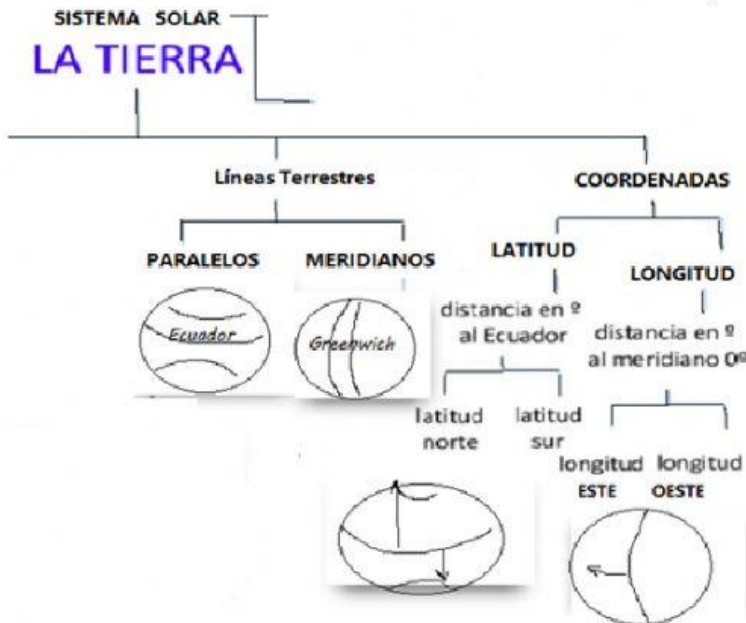 SISTEMA SOLAR
LA TIERRA
Líneas Terrestres
PARALELOS
Ecuador
MERIDIANOS
Greenwich
COORDENADAS
LATITUD
distancia en º
al Ecuador
latitud
norte
latitud
sur
LONGITUD
distancia en º
al meridiano 0º
longitud
ESTE
longitud
OESTE